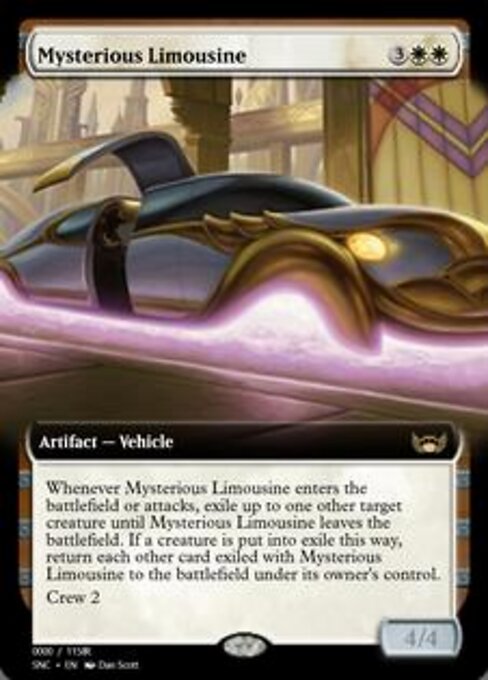 Mysterious Limousine 3
Artifact — Vehicle
Whenever Mysterious Limousine enters the
battlefield or attacks, exile up to one other target
creature until Mysterious Limousine leaves the
battlefield. If a creature is put into exile this way,
return each other card exiled with Mysterious
Limousine to the battlefield under its owner's control.
Crew 2
4/4
SNC • EN Dan Scott